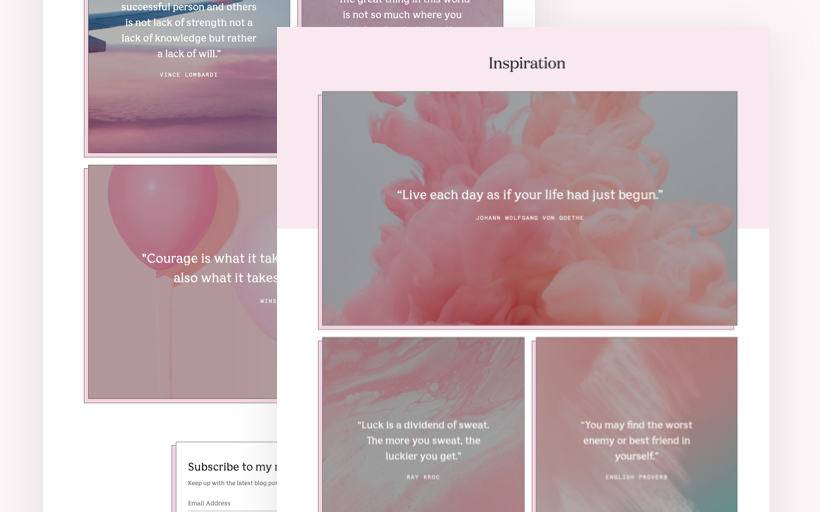 successful person and others
is not lack of strength not a
lack of knowledge but rather
a lack of will.”
VINCE LOMBARDI
The great thing in this world
is not so much where you
"Courage is what it tak
also what it takes
WINS
Subscribe to my
Keep up with the latest blog pos
Email Address
Inspiration
“Live each day as if your life had just begun.”
JOHANN WOLFGANG VON GOETHE
“Luck is a dividend of sweat.
The more you sweat, the
luckier you get.”
RAY KROC
“You may find the worst
enemy or best friend in
yourself.”
ENGLISH PROVERB